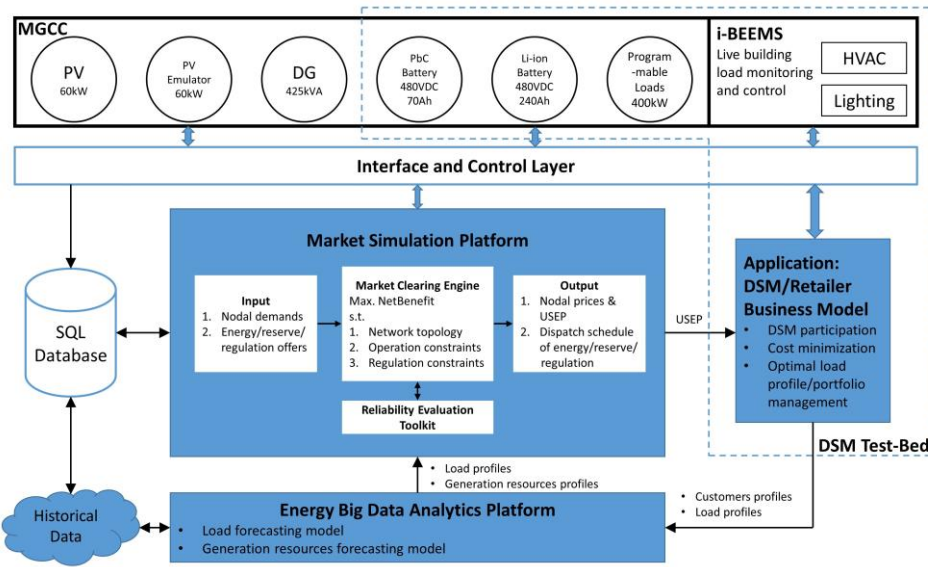 MGCC
PV
60kW
PV
Emulator
60kW
DG
425kVA
PbC
Battery
480VDC
70Ah
Li-ion
Battery
480VDC
240Ah
Program
-mable
Loads
400kW
i-BEEMS
Live building
load monitoring
and control
HVAC
Lighting
Interface and Control Layer
Market Simulation Platform
Input
1. Nodal demands
2. Energy/reserve/
regulation offers
Market Clearing Engine
Max. NetBenefit
s.t.
1. Network topology
2. Operation constraints
3. Regulation constraints
Output
1. Nodal prices &
USEP
2. Dispatch schedule
of energy/reserve/
regulation
Reliability Evaluation
Toolkit
SQL
Database
USEP
Application:
DSM/Retailer
Business Model
• DSM participation
• Cost minimization
• Optimal load
profile/portfolio
management
DSM Test-Bed
• Load profiles
• Generation resources profiles
• Customers profiles
• Load profiles
Historical
Data
Energy Big Data Analytics Platform
• Load forecasting model
• Generation resources forecasting model